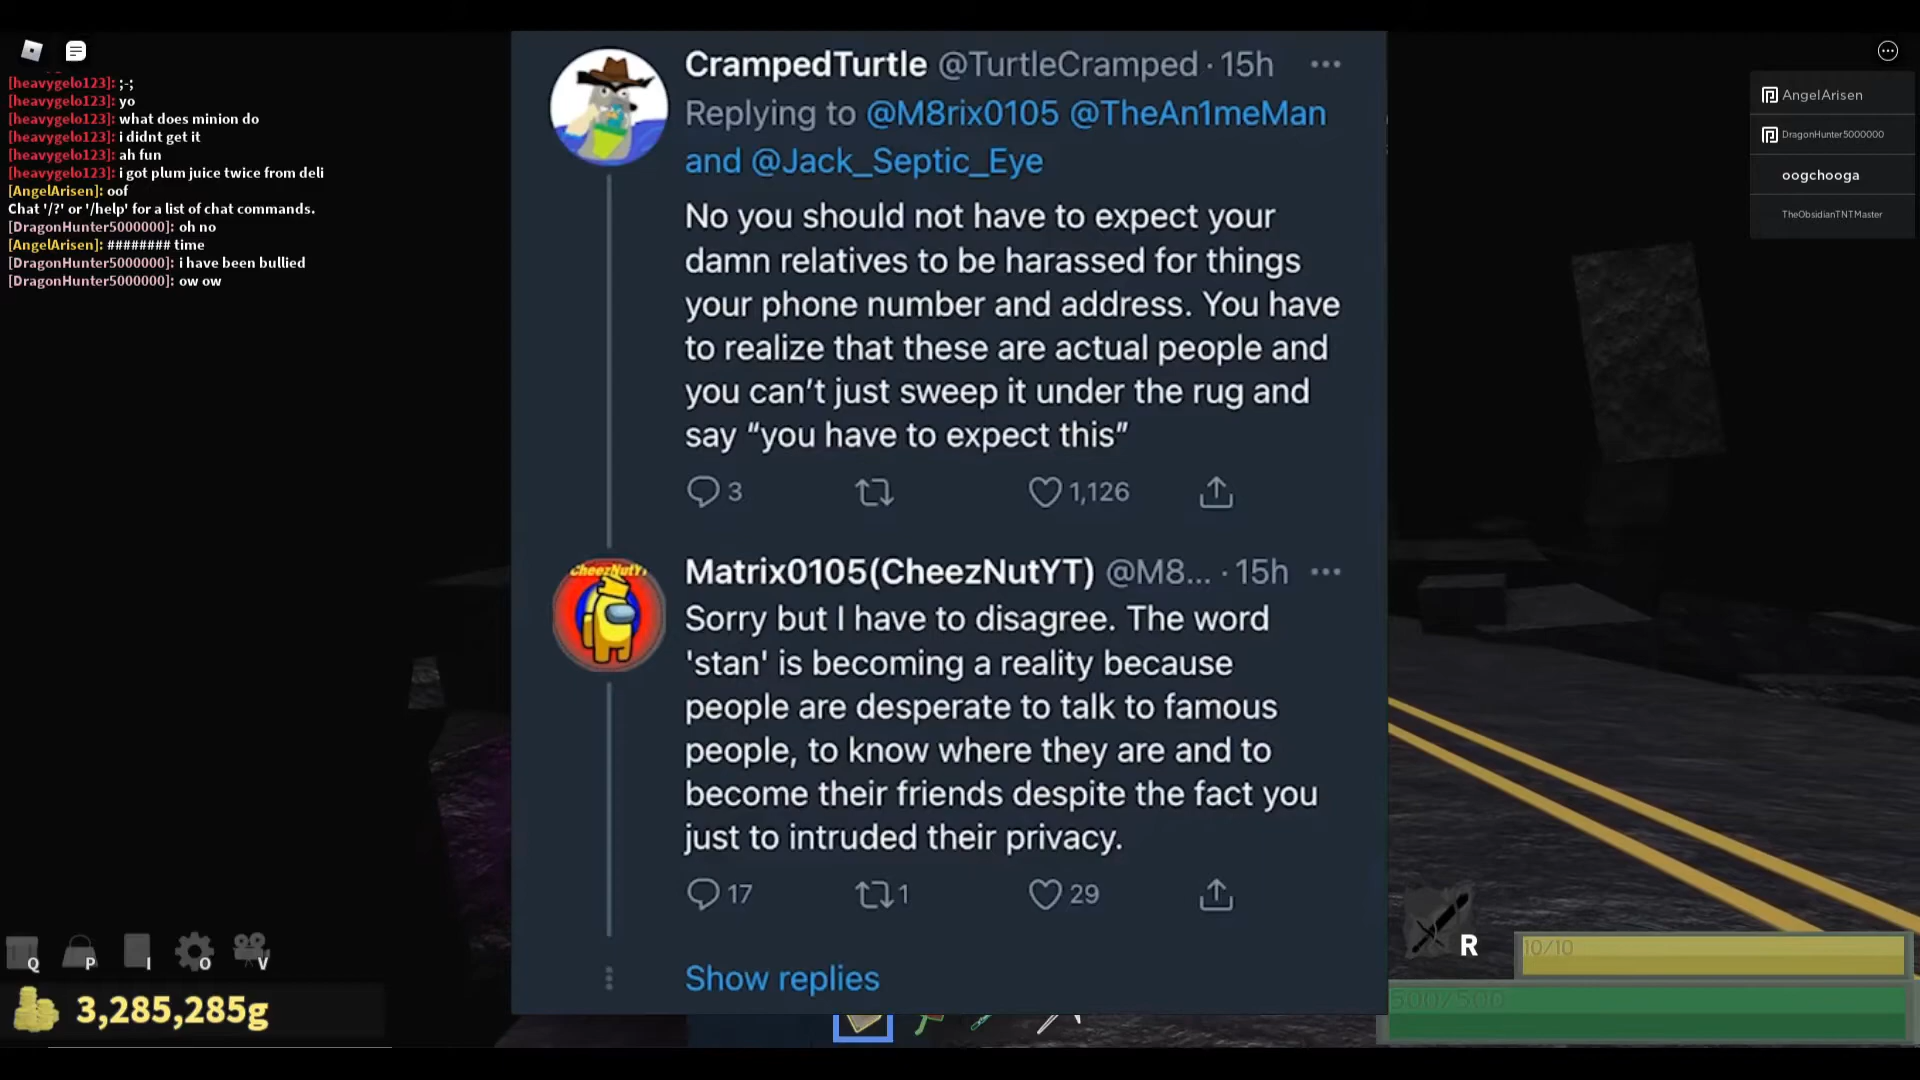 [heavygelo123]: ;-;
[heavygelo123]: yo
[heavygelo123]: what does minion do
[heavygelo123]: i didnt get it
[heavygelo123]: ah fun
[heavygelo123]: i got plum juice twice from deli
[AngelArisen]: oof
Chat '/?' or '/help' for a list of chat commands.
[DragonHunter5000000]: oh no
[AngelArisen]: ######## time
[DragonHunter5000000]: i have been bullied
[DragonHunter5000000]: ow ow
CrampedTurtle @TurtleCramped · 15h
Replying to @M8rix0105 @TheAn1meMan
and @Jack_Septic_Eye
No you should not have to expect your
damn relatives to be harassed for things
your phone number and address. You have
to realize that these are actual people and
you can't just sweep it under the rug and
say “you have to expect this”
3 1,126
CheezNutYT
Matrix0105(CheezNutYT) @M8... · 15h
Sorry but I have to disagree. The word
'stan' is becoming a reality because
people are desperate to talk to famous
people, to know where they are and to
become their friends despite the fact you
just to intruded their privacy.
17 1 29
Show replies
AngelArisen
DragonHunter5000000
oogchooga
TheObsidianTNTMaster
Q P I O V
3,285,285g
R
10/10
500/500